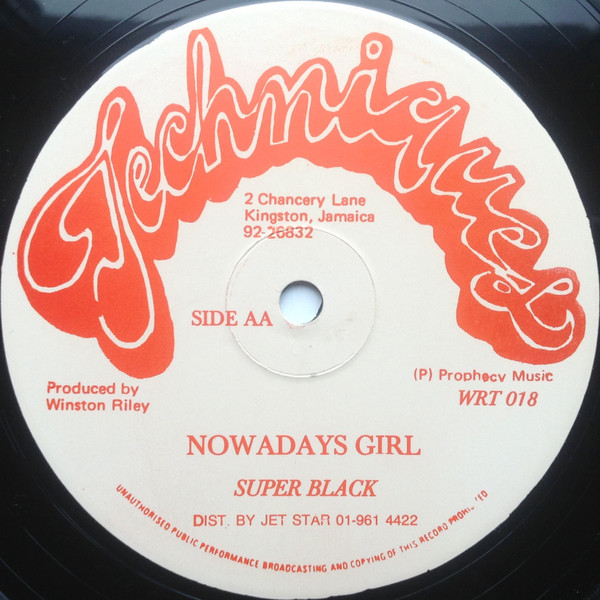 Techniques
2 Chancery Lane
Kingston, Jamaica
92-26832
SIDE AA
Produced by
Winston Riley
(P) Prophecy Music
WRT 018
NOWADAYS GIRL
SUPER BLACK
DIST. BY JET STAR 01-961 4422
UNAUTHORISED PUBLIC PERFORMANCE BROADCASTING AND COPYING OF THIS RECORD PROHIBITED